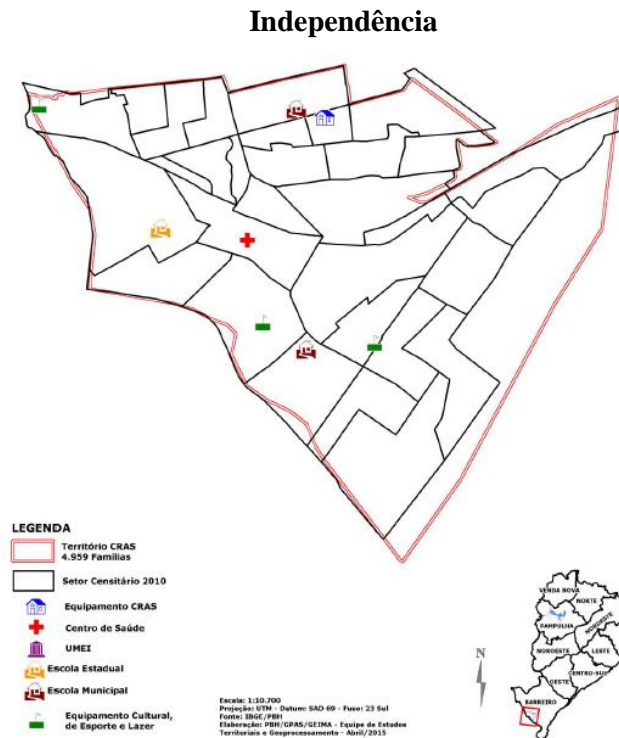 Independência
LEGENDA
Território CRAS
4.959 Famílias
Setor Censitário 2010
Equipamento CRAS
Centro de Saúde
UMEI
Escola Estadual
Escola Municipal
Equipamento Cultural,
de Esporte e Lazer
Escala: 1:10.700
Projeção: UTM - Datum: SAD 69 - Fuso: 23 Sul
Fonte: IBGE/PBH
Elaboração: PBH/GPAS/GEIMA - Equipe de Estudos
Territoriais e Geoprocessamento - Abril/2015
N
VENDA NOVA
NORTE
PAMPULHA
NORDESTE
NOROESTE
LESTE
CENTRO-SUL
OESTE
BARREIRO